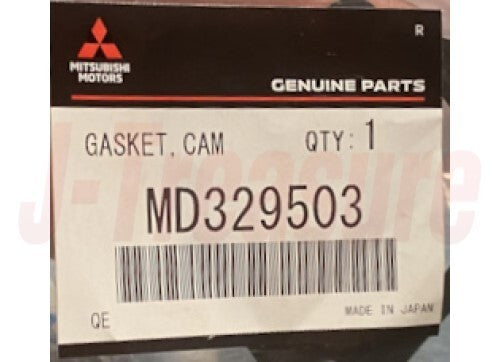 R
MITSUBISHI
MOTORS
GENUINE PARTS
GASKET, CAM QTY: 1
MD329503
J-Treasure
QE
MADE IN JAPAN